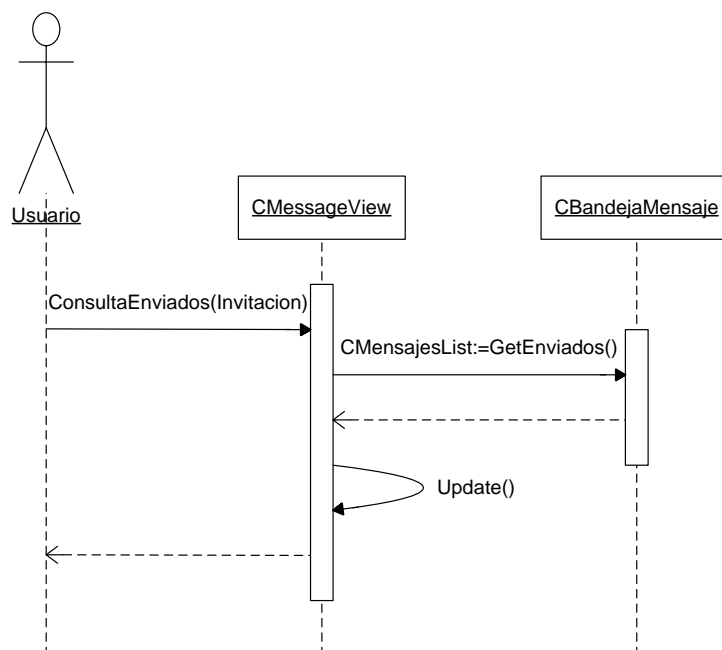 Usuario
CMessageView
CBandejaMensaje
ConsultaEnviados(Invitacion)
CMensajesList:=GetEnviados()
Update()